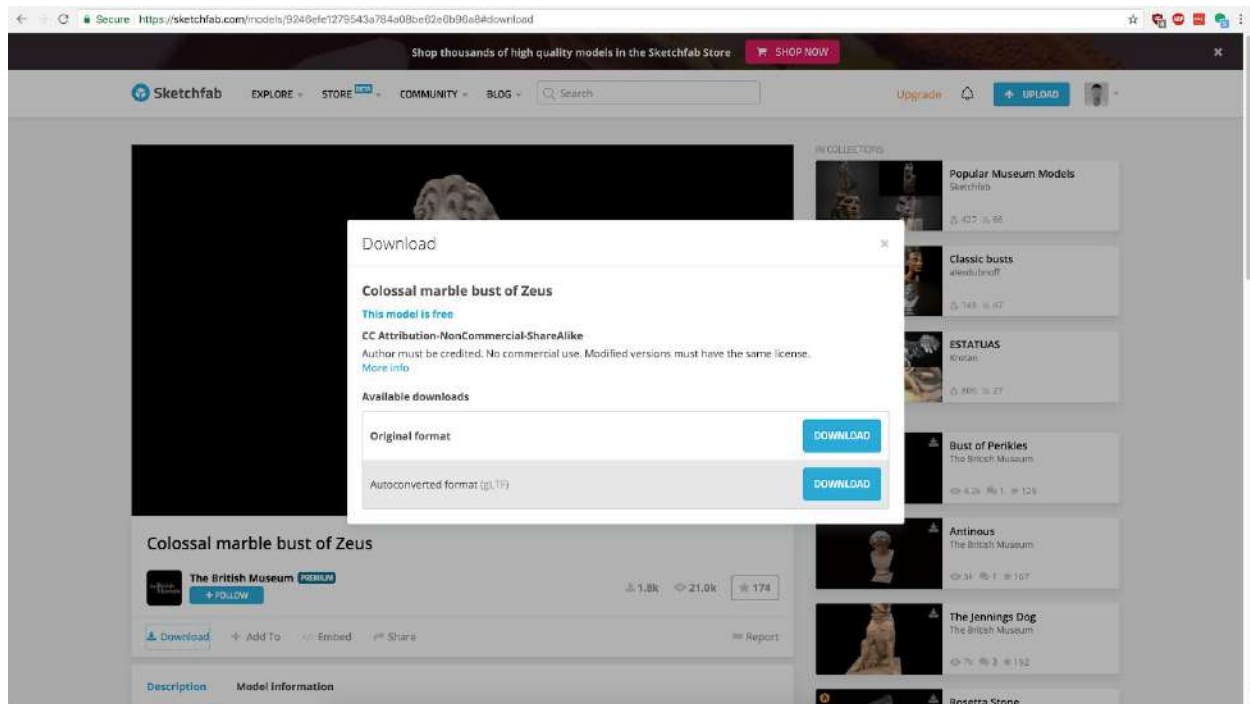 Secure https://sketchfab.com/models/9246efe1279543a784a08be62e6b96a8#download
Shop thousands of high quality models in the Sketchfab Store SHOP NOW
Sketchfab EXPLORE STORE BETA COMMUNITY BLOG Search Upgrade UPLOAD
IN COLLECTIONS
Popular Museum Models
Sketchfab
Download
Classic busts
Colossal marble bust of Zeus
This model is free
CC Attribution-NonCommercial-ShareAlike
Author must be credited. No commercial use. Modified versions must have the same license.
More info
ESTATUAS
Available downloads
Original format DOWNLOAD
Autoconverted format (glTF) DOWNLOAD
Bust of Perikles
The British Museum
Antinous
The British Museum
Colossal marble bust of Zeus
The British Museum PREMIUM
+ FOLLOW
1.8k 21.0k 174
The Jennings Dog
The British Museum
Download Add To Embed Share Report
Description Model information
Rosetta Stone